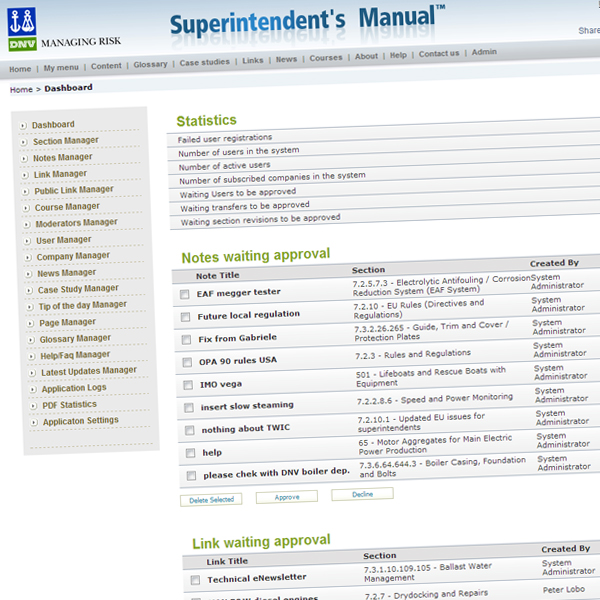 DNV
MANAGING RISK
Superintendent's Manual™
Share
Home | My menu | Content | Glossary | Case studies | Links | News | Courses | About | Help | Contact us | Admin
Home > Dashboard
Dashboard
Section Manager
Notes Manager
Link Manager
Public Link Manager
Course Manager
Moderators Manager
User Manager
Company Manager
News Manager
Case Study Manager
Tip of the day Manager
Page Manager
Glossary Manager
Help/Faq Manager
Latest Updates Manager
Application Logs
PDF Statistics
Applicaton Settings
Statistics
Failed user registrations
Number of users in the system
Number of active users
Number of subscribed companies in the system
Waiting Users to be approved
Waiting transfers to be approved
Waiting section revisions to be approved
Notes waiting approval
Note Title Section Created By
EAF megger tester 7.2.5.7.3 - Electrolytic Antifouling / Corrosion System
Reduction System (EAF System) Administrator
Future local regulation 7.2.10 - EU Rules (Directives and System
Regulations) Administrator
Fix from Gabriele 7.3.2.26.265 - Guide, Trim and Cover / System
Protection Plates Administrator
OPA 90 rules USA 7.2.3 - Rules and Regulations System
Administrator
IMO vega 501 - Lifeboats and Rescue Boats with System
Equipment Administrator
insert slow steaming 7.2.2.8.6 - Speed and Power Monitoring System
Administrator
nothing about TWIC 7.2.10.1 - Updated EU issues for System
superintendents Administrator
help 65 - Motor Aggregates for Main Electric System
Power Production Administrator
please chek with DNV boiler dep. 7.3.6.64.644.3 - Boiler Casing, Foundation System
and Bolts Administrator
Delete Selected Approve Decline
Link waiting approval
Link Title Section Created By
Technical eNewsletter 7.3.1.10.109.105 - Ballast Water System
Management Administrator
diesel engines 7.2.7 - Drydocking and Repairs Peter Lobo